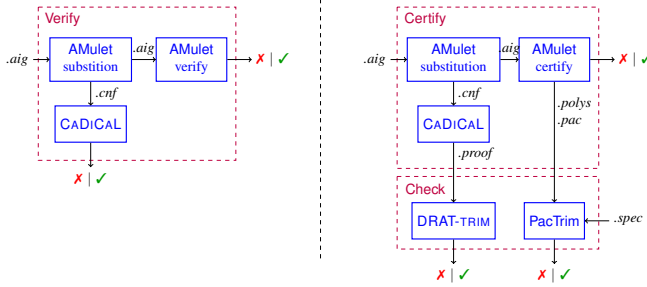 Verify
.aig
AMulet
substition
.aig
AMulet
verify
✗ | ✓
.cnf
CADICAL
✗ | ✓
Certify
.aig
AMulet
substitution
.aig
AMulet
certify
✗ | ✓
.cnf
CADICAL
.polys
.pac
.proof
Check
DRAT-TRIM
PacTrim
.spec
✗ | ✓
✗ | ✓